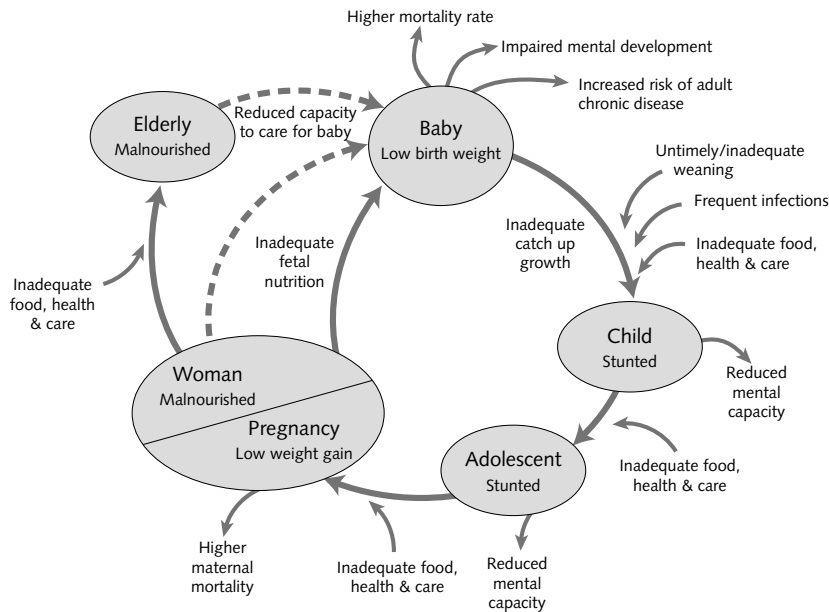 Higher mortality rate
Impaired mental development
Increased risk of adult
chronic disease
Elderly
Malnourished
Reduced capacity
to care for baby
Baby
Low birth weight
Untimely/inadequate
weaning
Frequent infections
Inadequate food,
health & care
Inadequate
catch up
growth
Inadequate
fetal
nutrition
Inadequate
food, health
& care
Child
Stunted
Reduced
mental
capacity
Woman
Malnourished
Pregnancy
Low weight gain
Adolescent
Stunted
Inadequate food,
health & care
Higher
maternal
mortality
Inadequate food,
health & care
Reduced
mental
capacity